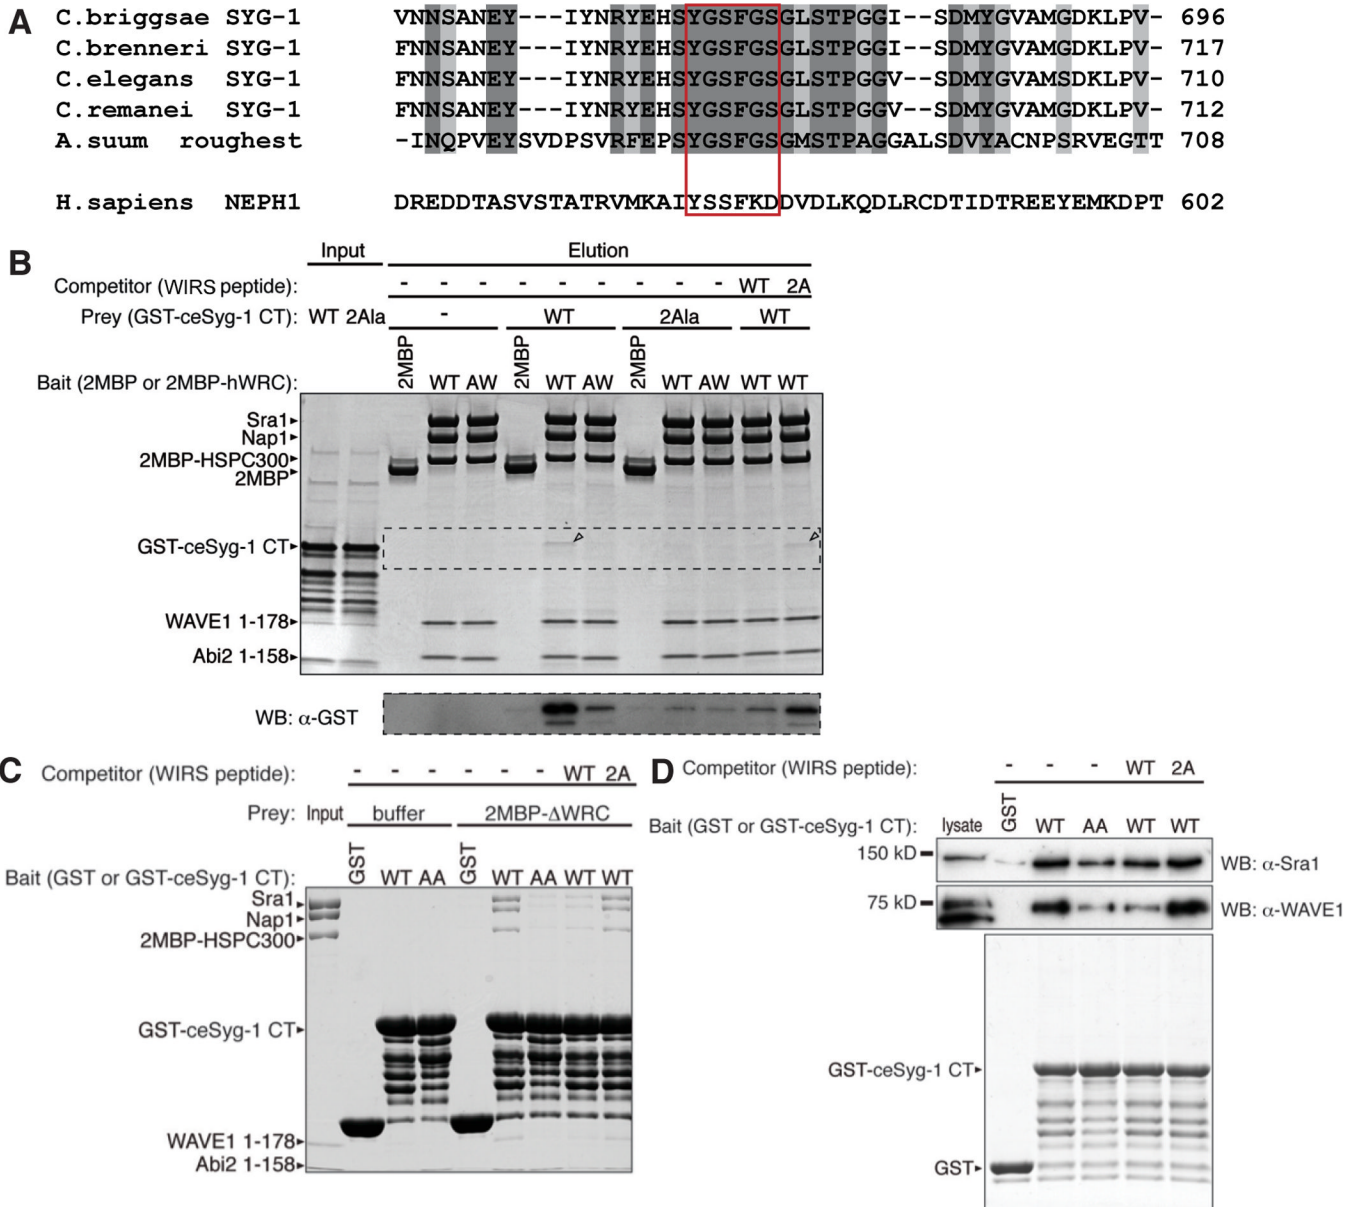 A
C.briggsae SYG-1 VNNSANEY---IYNRYEHSYGSFGSGLSTPGGI--SDMYGVAMGDKLPV- 696
C.brenneri SYG-1 FNNSANEY---IYNRYEHSYGSFGSGLSTPGGI--SDMYGVAMGDKLPV- 717
C.elegans SYG-1 FNNSANEY---IYNRYEHSYGSFGSGLSTPGGV--SDMYGVAMSDKLPV- 710
C.remanei SYG-1 FNNSANEY---IYNRYEHSYGSFGSGLSTPGGV--SDMYGVAMGDKLPV- 712
A.suum roughest -INQPVEYSVDPSVRFEPSYGSFGSGMSTPAGGALSDVYACNPSRVEGTT 708
H.sapiens NEPH1 DREDDTASVSTATRVMKAIYSSFKDDVDLKQDLRCDTIDTREEYEMKDPT 602
B
Input Elution
Competitor (WIRS peptide): - - - - - - - - - WT 2A
Prey (GST-ceSyg-1 CT): WT 2Ala - WT 2Ala WT
Bait (2MBP or 2MBP-hWRC): 2MBP WT AW 2MBP WT AW 2MBP WT AW WT WT
Sra1
Nap1
2MBP-HSPC300
2MBP
GST-ceSyg-1 CT
WAVE1 1-178
Abi2 1-158
WB: α-GST
C
Competitor (WIRS peptide): - - - - - - WT 2A
Prey: Input buffer 2MBP-ΔWRC
Bait (GST or GST-ceSyg-1 CT): GST WT AA GST WT AA WT WT
Sra1
Nap1
2MBP-HSPC300
GST-ceSyg-1 CT
WAVE1 1-178
Abi2 1-158
D
Competitor (WIRS peptide): - - - WT 2A
Bait (GST or GST-ceSyg-1 CT): lysate GST WT AA WT WT
150 kD WB: α-Sra1
75 kD WB: α-WAVE1
GST-ceSyg-1 CT
GST